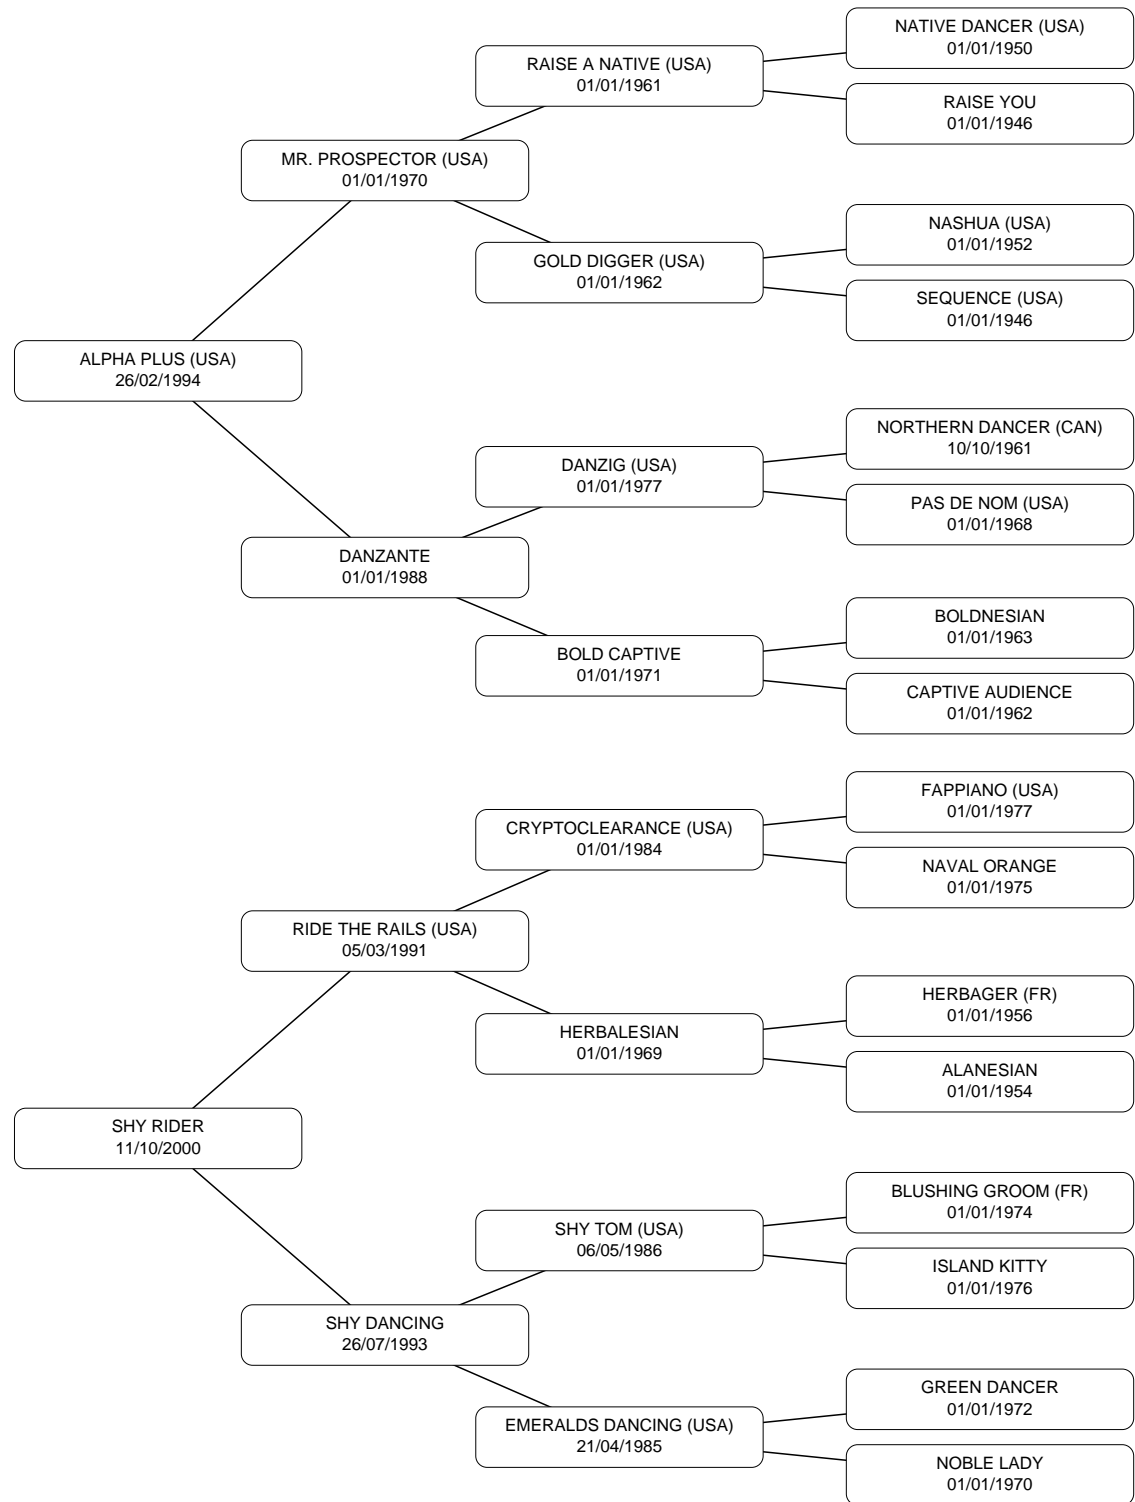 NATIVE DANCER (USA)
01/01/1950
RAISE A NATIVE (USA)
01/01/1961
RAISE YOU
01/01/1946
MR. PROSPECTOR (USA)
01/01/1970
NASHUA (USA)
01/01/1952
GOLD DIGGER (USA)
01/01/1962
SEQUENCE (USA)
01/01/1946
ALPHA PLUS (USA)
26/02/1994
NORTHERN DANCER (CAN)
10/10/1961
DANZIG (USA)
01/01/1977
PAS DE NOM (USA)
01/01/1968
DANZANTE
01/01/1988
BOLDNESIAN
01/01/1963
BOLD CAPTIVE
01/01/1971
CAPTIVE AUDIENCE
01/01/1962
FAPPIANO (USA)
01/01/1977
CRYPTOCLEARANCE (USA)
01/01/1984
NAVAL ORANGE
01/01/1975
RIDE THE RAILS (USA)
05/03/1991
HERBAGER (FR)
01/01/1956
HERBALESIAN
01/01/1969
ALANESIAN
01/01/1954
SHY RIDER
11/10/2000
BLUSHING GROOM (FR)
01/01/1974
SHY TOM (USA)
06/05/1986
ISLAND KITTY
01/01/1976
SHY DANCING
26/07/1993
GREEN DANCER
01/01/1972
EMERALDS DANCING (USA)
21/04/1985
NOBLE LADY
01/01/1970